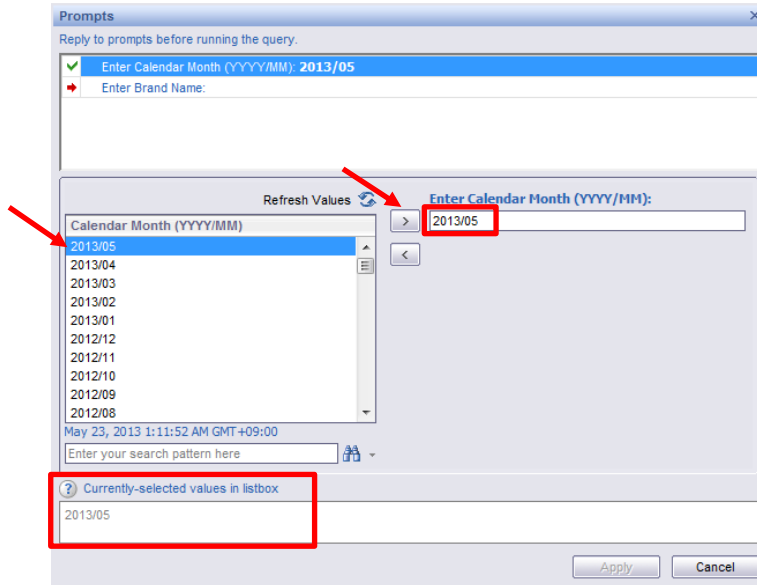 Prompts
Reply to prompts before running the query.
Enter Calendar Month (YYYY/MM): 2013/05
Enter Brand Name:
Refresh Values
Enter Calendar Month (YYYY/MM):
> 2013/05
<
Calendar Month (YYYY/MM)
2013/05
2013/04
2013/03
2013/02
2013/01
2012/12
2012/11
2012/10
2012/09
2012/08
May 23, 2013 1:11:52 AM GMT+09:00
Enter your search pattern here
? Currently-selected values in listbox
2013/05
Apply Cancel